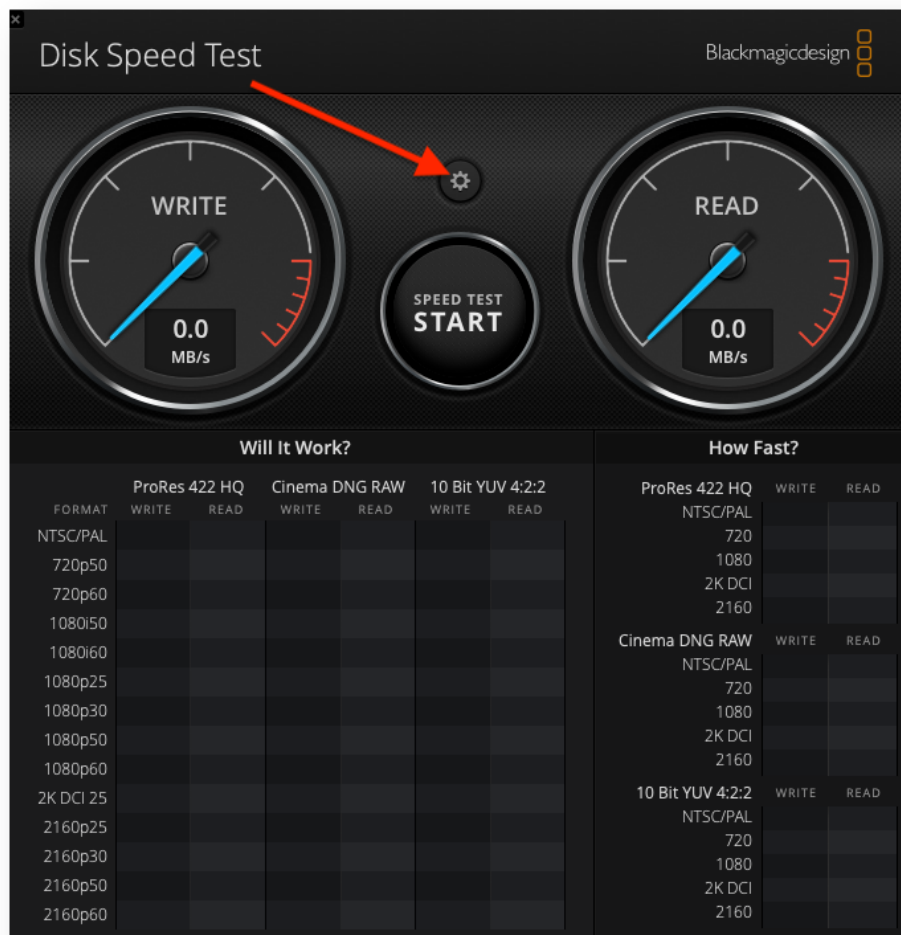 Disk Speed Test
Blackmagicdesign
WRITE
0.0
MB/s
SPEED TEST
START
READ
0.0
MB/s
Will It Work?
ProRes 422 HQ Cinema DNG RAW 10 Bit YUV 4:2:2
FORMAT WRITE READ WRITE READ WRITE READ
NTSC/PAL
720p50
720p60
1080i50
1080i60
1080p25
1080p30
1080p50
1080p60
2K DCI 25
2160p25
2160p30
2160p50
2160p60
How Fast?
ProRes 422 HQ WRITE READ
NTSC/PAL
720
1080
2K DCI
2160
Cinema DNG RAW WRITE READ
NTSC/PAL
720
1080
2K DCI
2160
10 Bit YUV 4:2:2 WRITE READ
NTSC/PAL
720
1080
2K DCI
2160